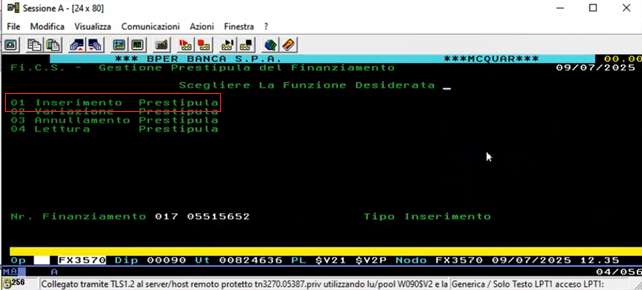 Sessione A - [24 x 80]
File Modifica Visualizza Comunicazioni Azioni Finestra ?
*** BPER BANCA S.P.A. ***MCQUAR*** 00.00
Fi.C.S. - Gestione Prestipula del Finanziamento 09/07/2025
Scegliere La Funzione Desiderata _
01 Inserimento Prestipula
02 Variazione Prestipula
03 Annullamento Prestipula
04 Lettura Prestipula
Nr. Finanziamento 017 05515652 Tipo Inserimento
Op FX3570 Dip 00090 Ut 00824636 PL $V21 P $V2P Nodo FX3570 09/07/2025 12.35
MA A 04/056
Collegato tramite TLS1.2 al server/host remoto protetto tn3270.05387.priv utilizzando lu/pool W090$V2 e la Generica / Solo Testo LPT1 acceso LPT1: